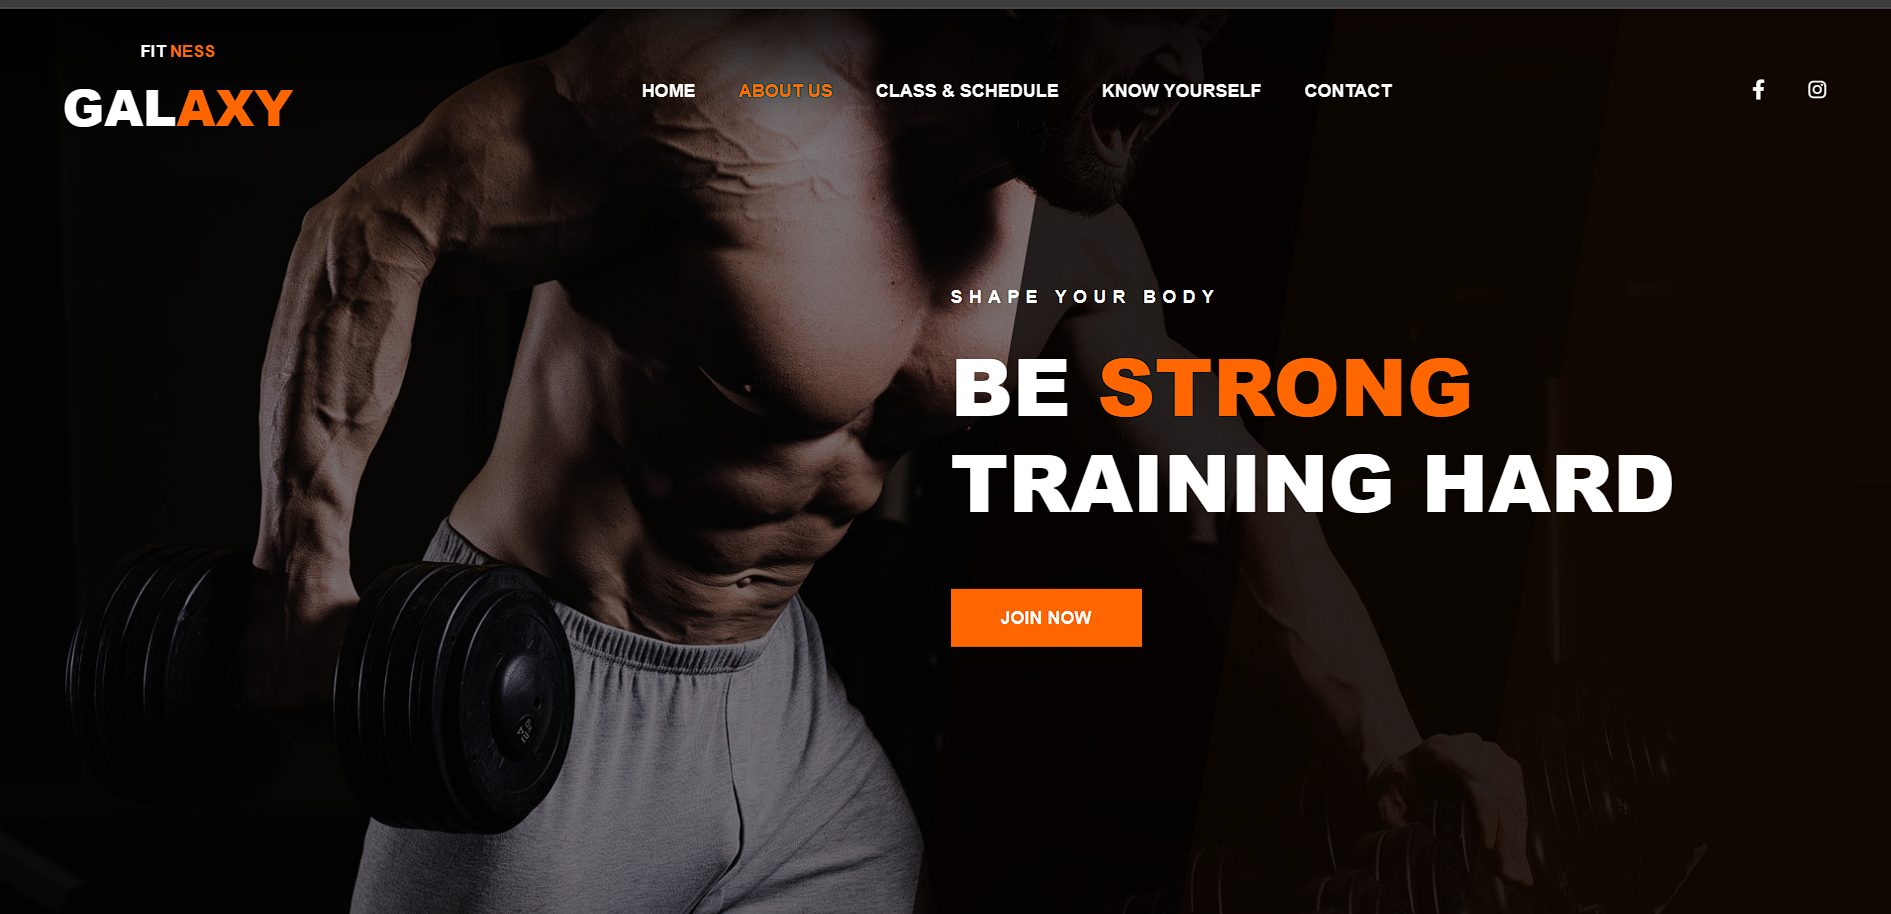 FIT NESS
GALAXY
HOME ABOUT US CLASS & SCHEDULE KNOW YOURSELF CONTACT
SHAPE YOUR BODY
BE STRONG
TRAINING HARD
JOIN NOW